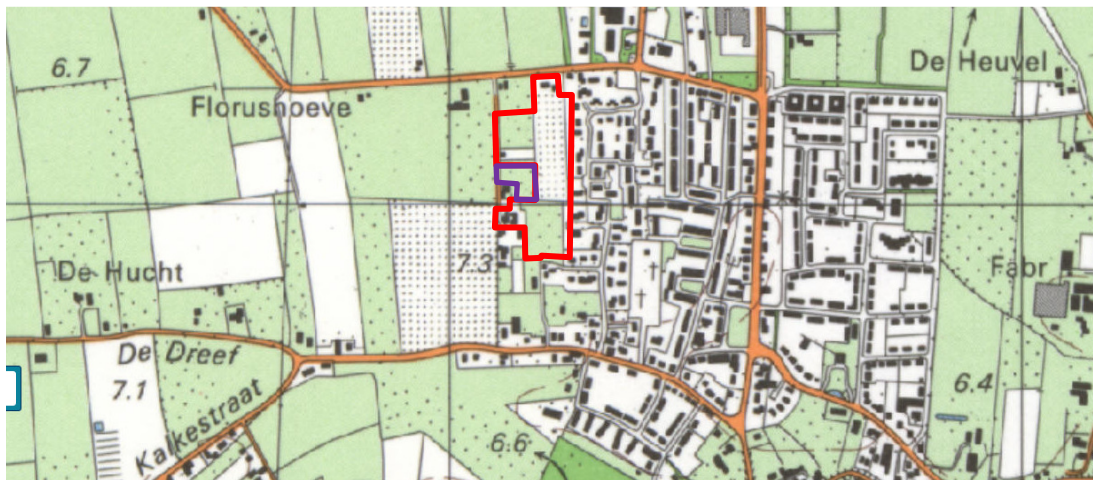 De Heuvel
6.7
Florushoeve
7.3
De Hucht
Fabr
De Dreef
7.1
6.4
Kalkestraat
6.6